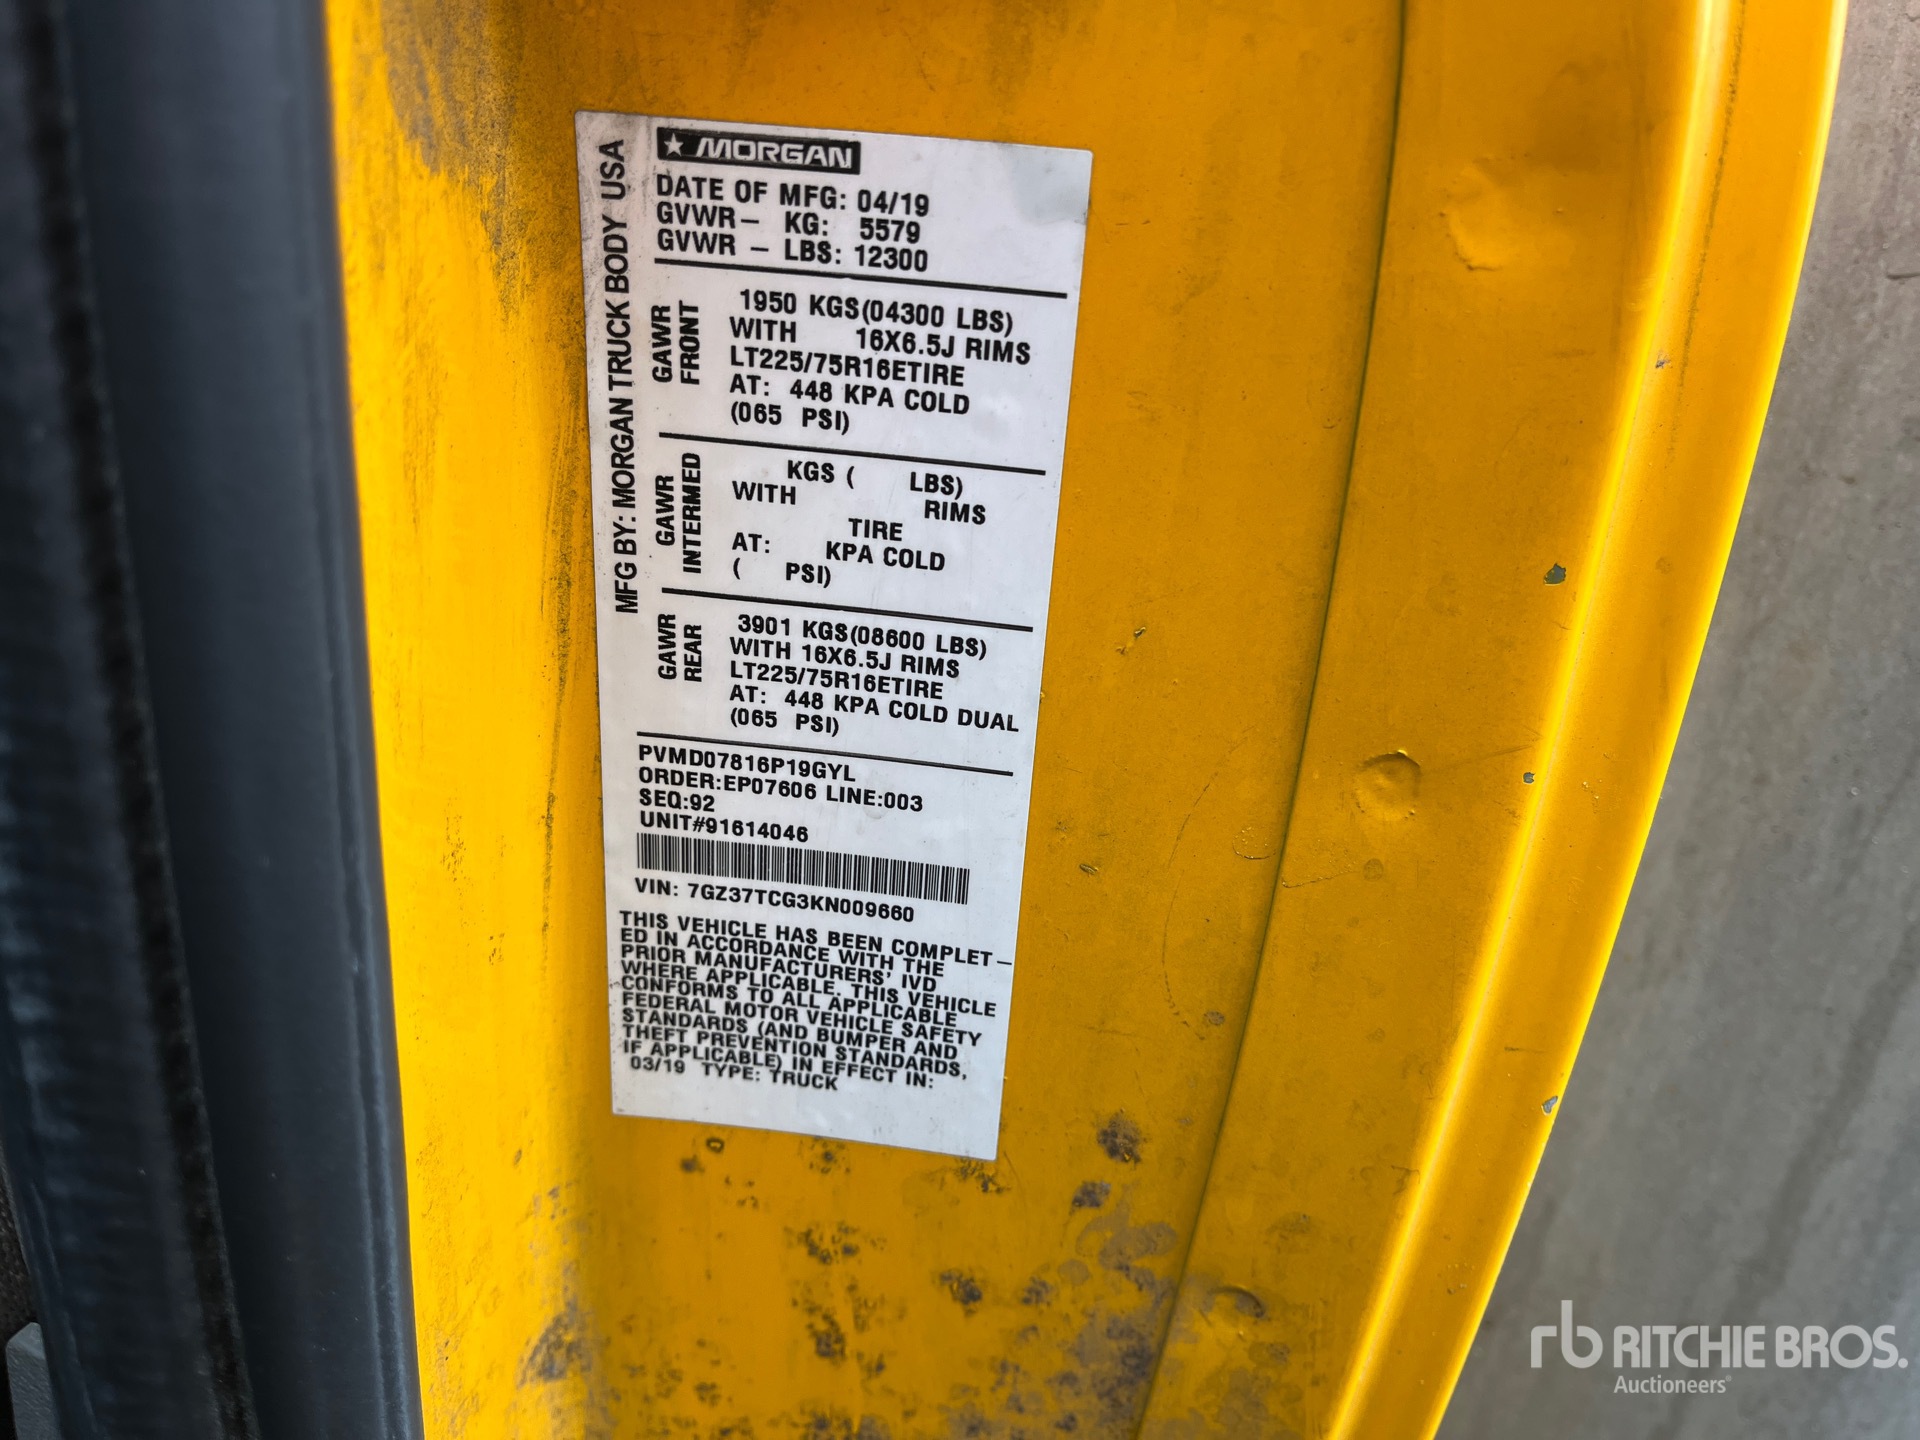 MORGAN
MFG BY: MORGAN TRUCK BODY USA
DATE OF MFG: 04/19
GVWR– KG: 5579
GVWR – LBS: 12300
GAWR FRONT
1950 KGS(04300 LBS)
WITH 16X6.5J RIMS
LT225/75R16ETIRE
AT: 448 KPA COLD
(065 PSI)
GAWR INTERMED
KGS ( LBS)
WITH RIMS
TIRE
AT: KPA COLD
( PSI)
GAWR REAR
3901 KGS(08600 LBS)
WITH 16X6.5J RIMS
LT225/75R16ETIRE
AT: 448 KPA COLD DUAL
(065 PSI)
PVMD07816P19GYL
ORDER:EP07606 LINE:003
SEQ:92
UNIT#91614046
VIN: 7GZ37TCG3KN009660
THIS VEHICLE HAS BEEN COMPLET–
ED IN ACCORDANCE WITH THE
PRIOR MANUFACTURERS' IVD
WHERE APPLICABLE. THIS VEHICLE
CONFORMS TO ALL APPLICABLE
FEDERAL MOTOR VEHICLE SAFETY
STANDARDS (AND BUMPER AND
THEFT PREVENTION STANDARDS,
IF APPLICABLE) IN EFFECT IN:
03/19 TYPE: TRUCK
rb RITCHIE BROS.
Auctioneers